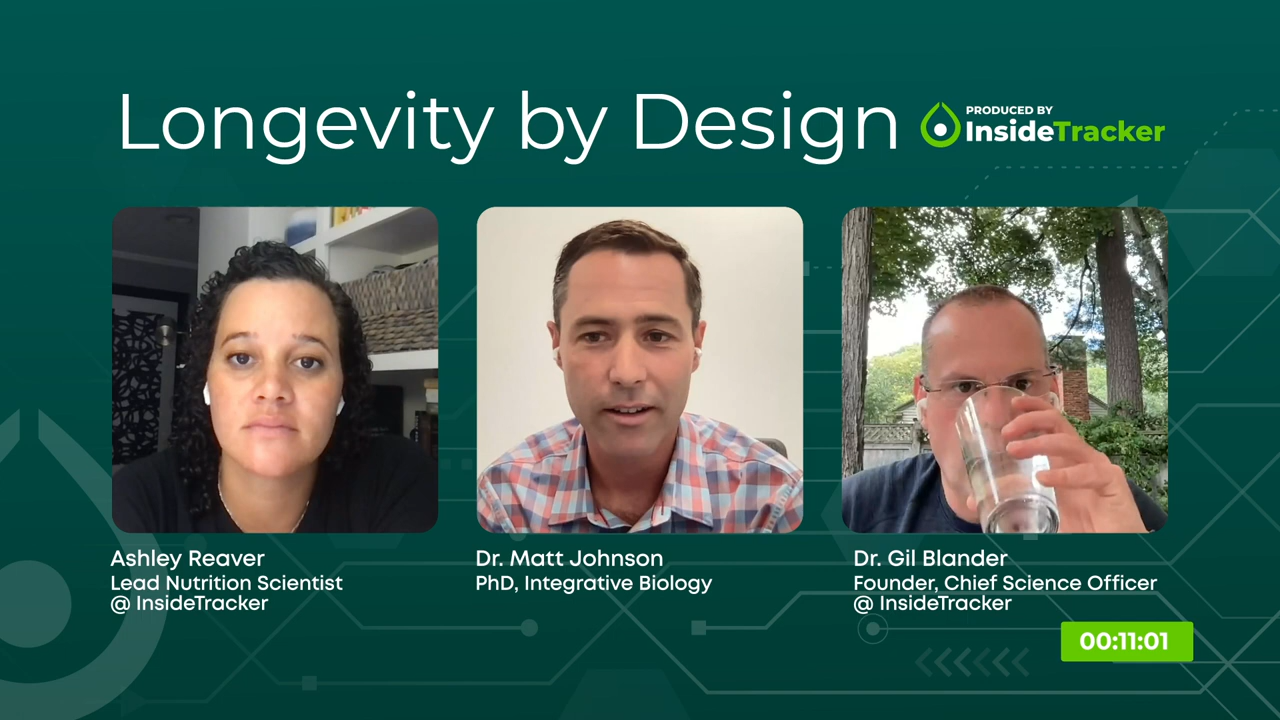 Longevity by Design
PRODUCED BY
InsideTracker
Ashley Reaver
Lead Nutrition Scientist
@ InsideTracker
Dr. Matt Johnson
PhD, Integrative Biology
Dr. Gil Blander
Founder, Chief Science Officer
@ InsideTracker
00:11:01